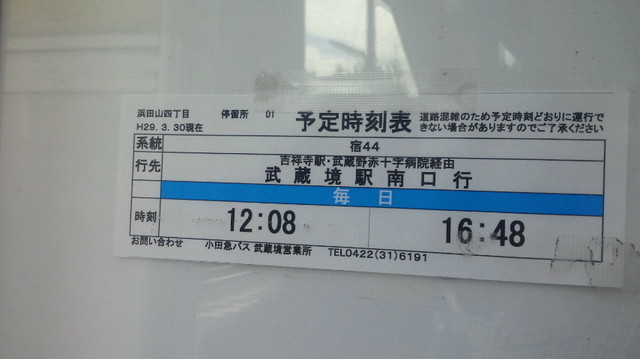 浜田山四丁目 停留所 01 予定時刻表 道路混雑のため予定時刻どおりに運行で
H29. 3. 30現在 きない場合がありますのでご了承ください
系統 宿44
行先 吉祥寺駅・武蔵野赤十字病院経由
武蔵境駅南口行
毎日
時刻 12:08 16:48
お問い合わせ 小田急バス 武蔵境営業所 TEL0422(31)6191